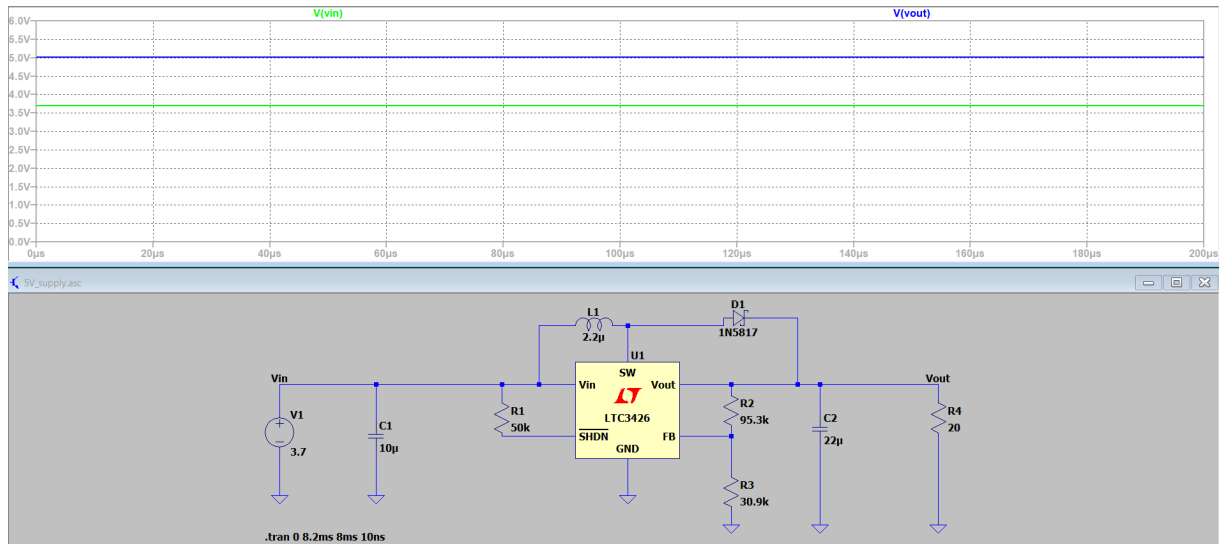 V(vin) V(vout)
6.0V
5.5V
5.0V
4.5V
4.0V
3.5V
3.0V
2.5V
2.0V
1.5V
1.0V
0.5V
0.0V
0µs 20µs 40µs 60µs 80µs 100µs 120µs 140µs 160µs 180µs 200µs
5V_supply.asc
L1
2.2µ
D1
1N5817
U1
SW
Vin
Vout
LTC3426
SHDN
FB
GND
Vin
V1
3.7
C1
10µ
R1
50k
R2
95.3k
R3
30.9k
C2
22µ
Vout
R4
20
.tran 0 8.2ms 8ms 10ns